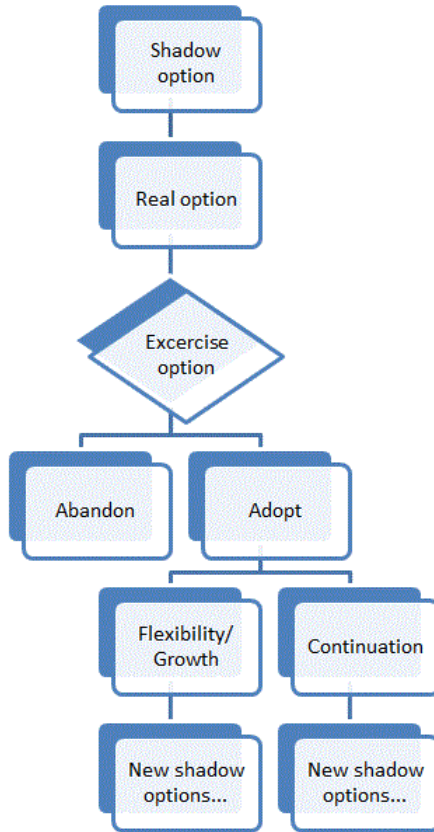 Shadow
option
Real option
Excercise
option
Abandon
Adopt
Flexibility/
Growth
Continuation
New shadow
options...
New shadow
options...